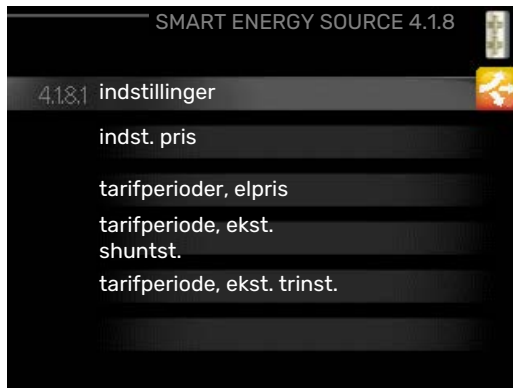 SMART ENERGY SOURCE 4.1.8
4.1.8.1 indstillinger
indst. pris
tarifperioder, elpris
tarifperiode, ekst.
shuntst.
tarifperiode, ekst. trinst.